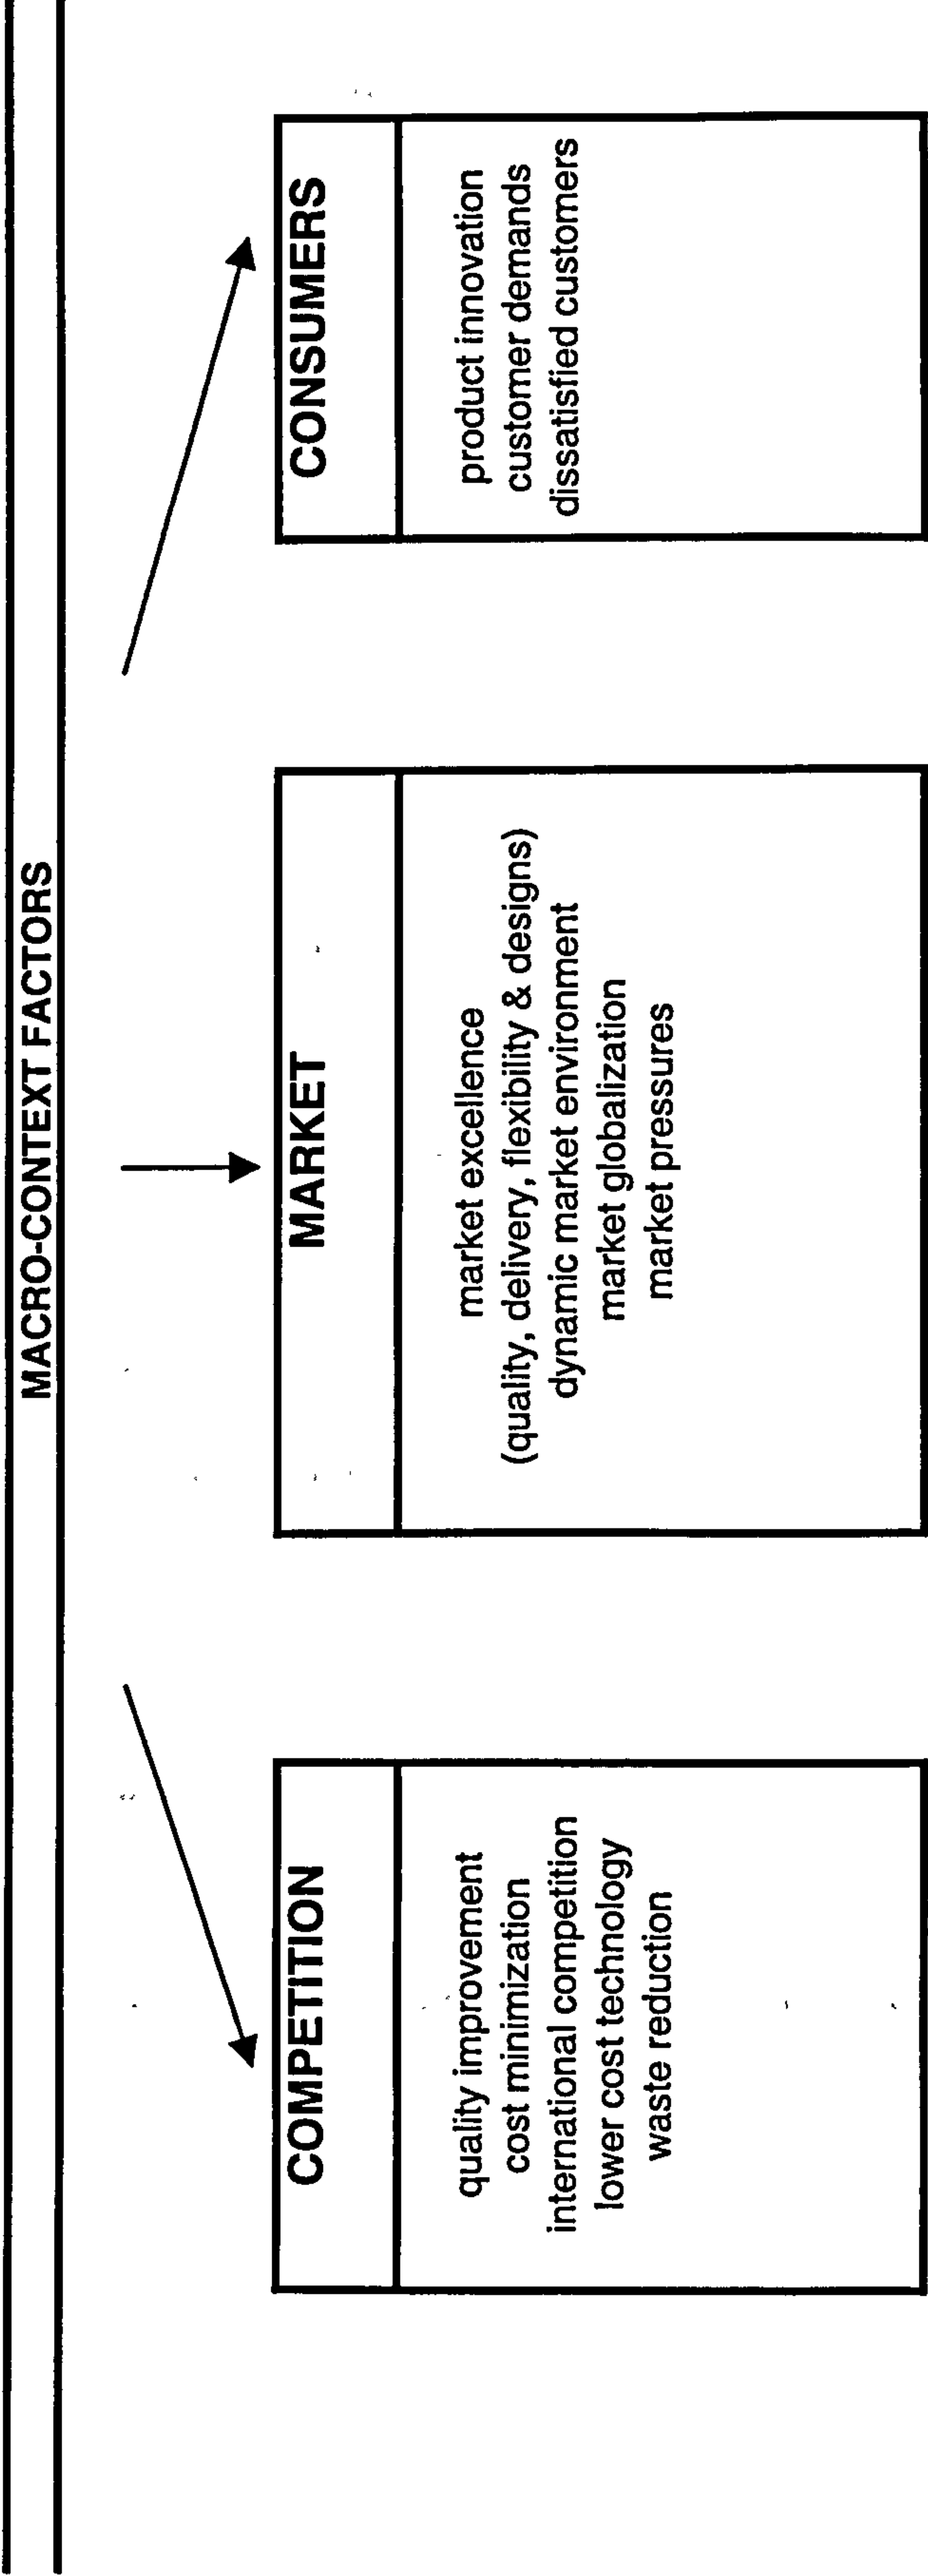 MACRO-CONTEXT FACTORS
COMPETITION
quality improvement
cost minimization
international competition
lower cost technology
waste reduction
MARKET
market excellence
(quality, delivery, flexibility & designs)
dynamic market environment
market globalization
market pressures
CONSUMERS
product innovation
customer demands
dissatisfied customers